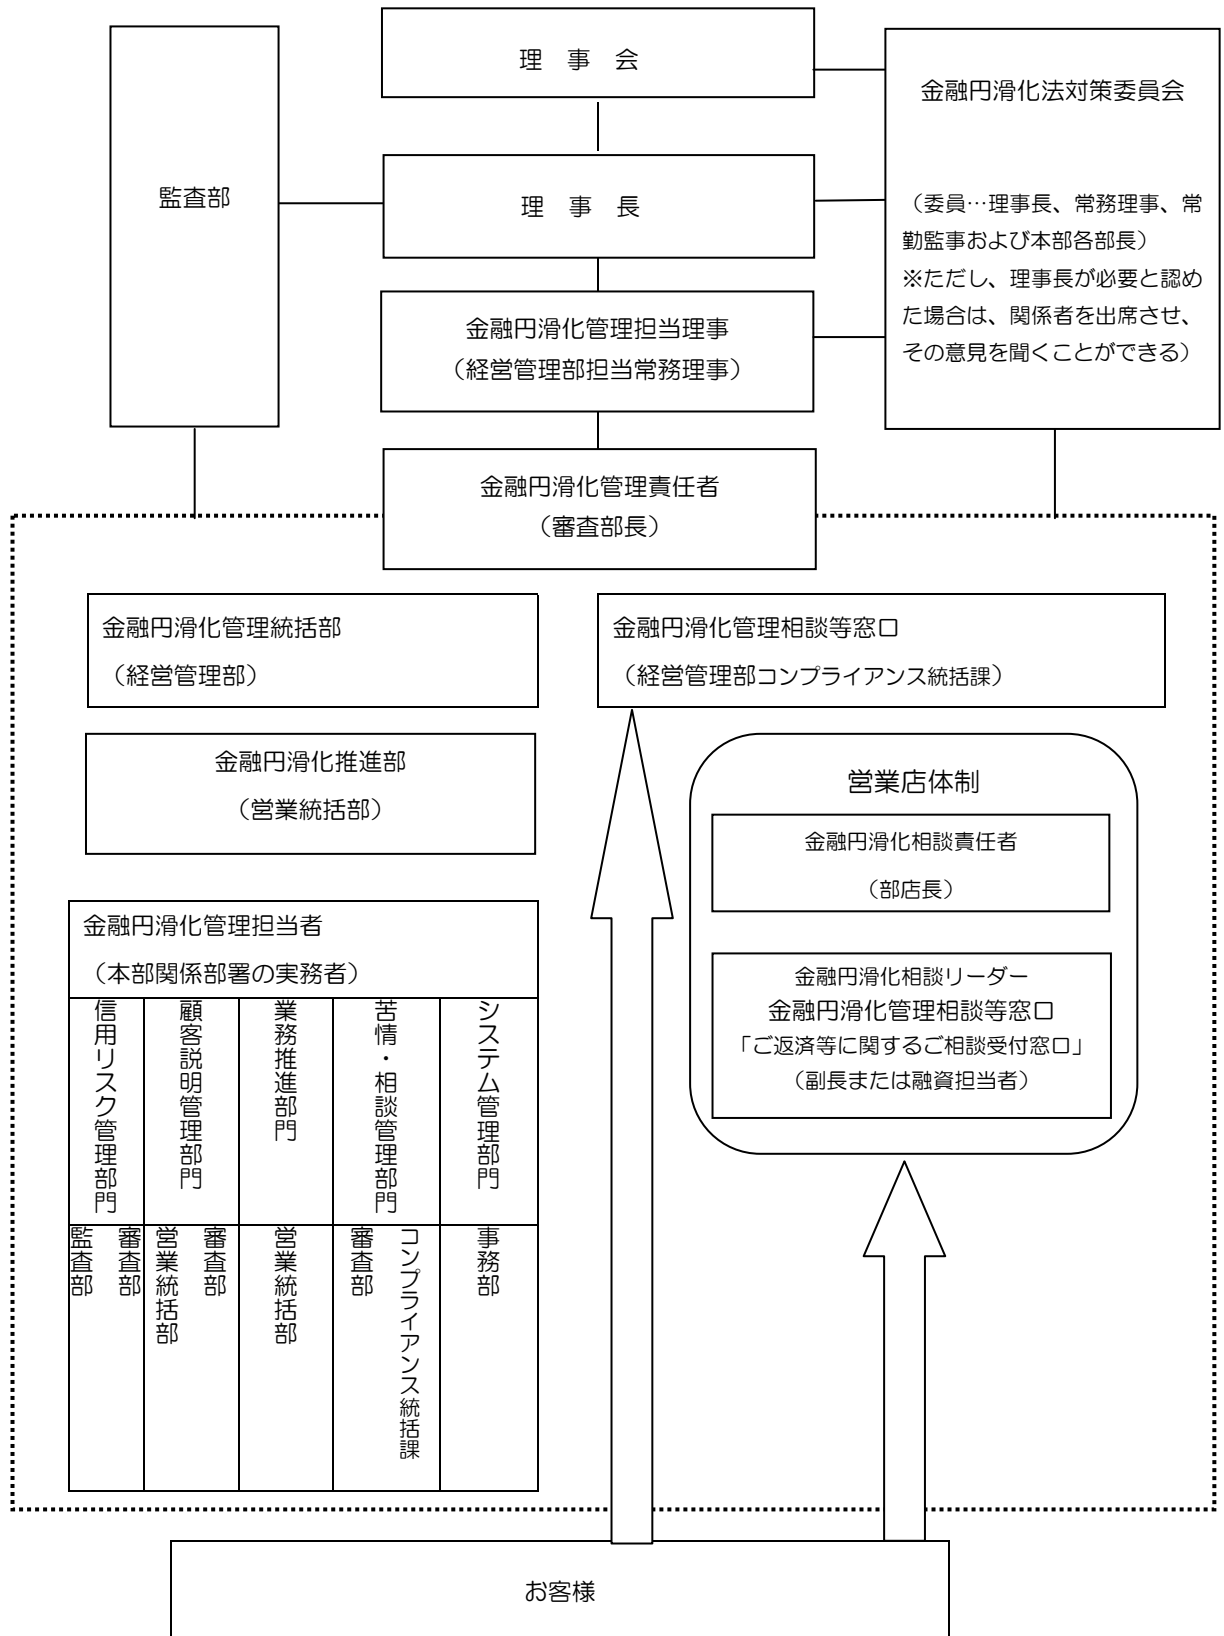 理　事　会
監査部
金融円滑化法対策委員会
（委員…理事長、常務理事、常
勤監事および本部各部長）
※ただし、理事長が必要と認め
た場合は、関係者を出席させ、
その意見を聞くことができる）
理　事　長
金融円滑化管理担当理事
（経営管理部担当常務理事）
金融円滑化管理責任者
（審査部長）
金融円滑化管理統括部
（経営管理部）
金融円滑化管理相談等窓口
（経営管理部コンプライアンス統括課）
金融円滑化推進部
（営業統括部）
営業店体制
金融円滑化相談責任者
（部店長）
金融円滑化相談リーダー
金融円滑化管理相談等窓口
「ご返済等に関するご相談受付窓口」
（副長または融資担当者）
金融円滑化管理担当者
（本部関係部署の実務者）
信用リスク管理部門
顧客説明管理部門
業務推進部門
苦情・相談管理部門
システム管理部門
審査部
監査部
審査部
営業統括部
営業統括部
コンプライアンス統括課
審査部
事務部
お客様